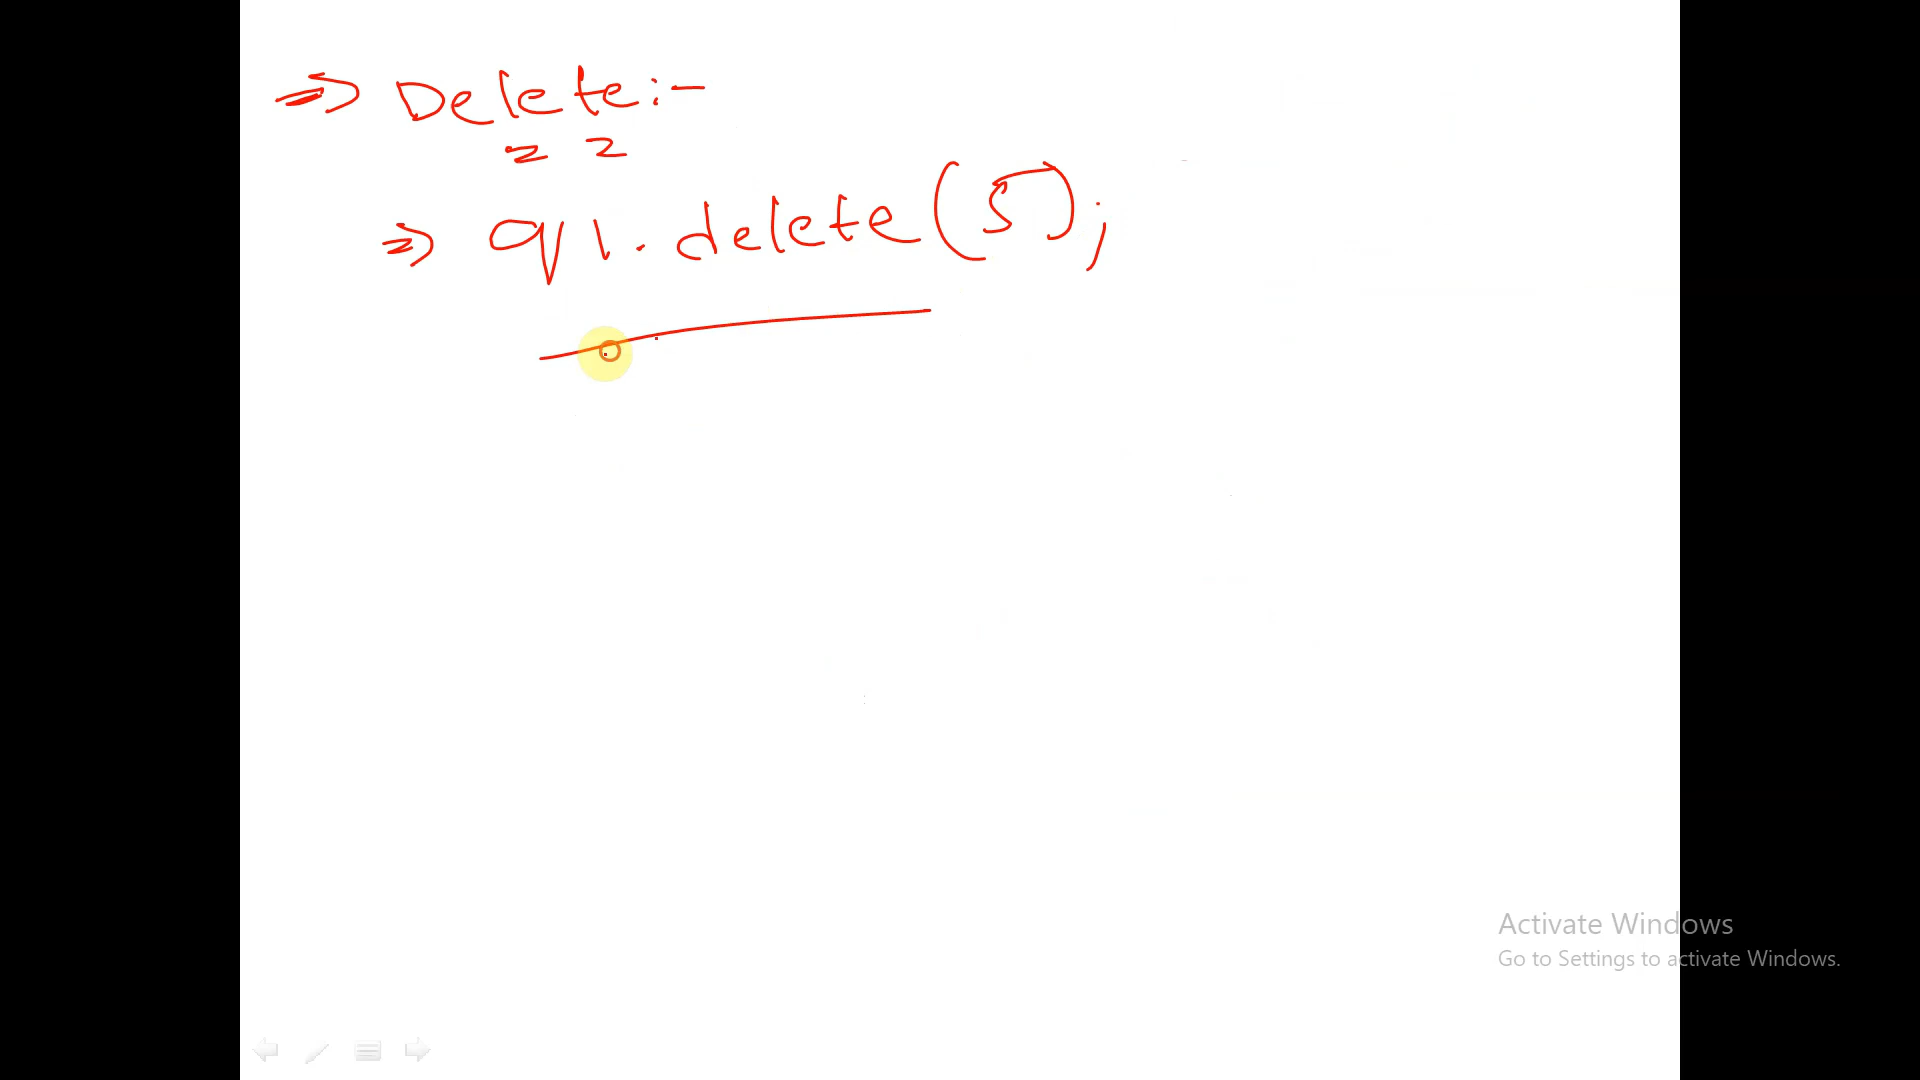 ⇒ Delete:-
⇒ q1.delete(5);
Activate Windows
Go to Settings to activate Windows.